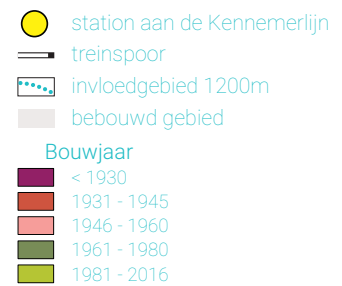 station aan de Kennemerlijn
treinspoor
invloedgebied 1200m
bebouwd gebied
Bouwjaar
< 1930
1931 - 1945
1946 - 1960
1961 - 1980
1981 - 2016